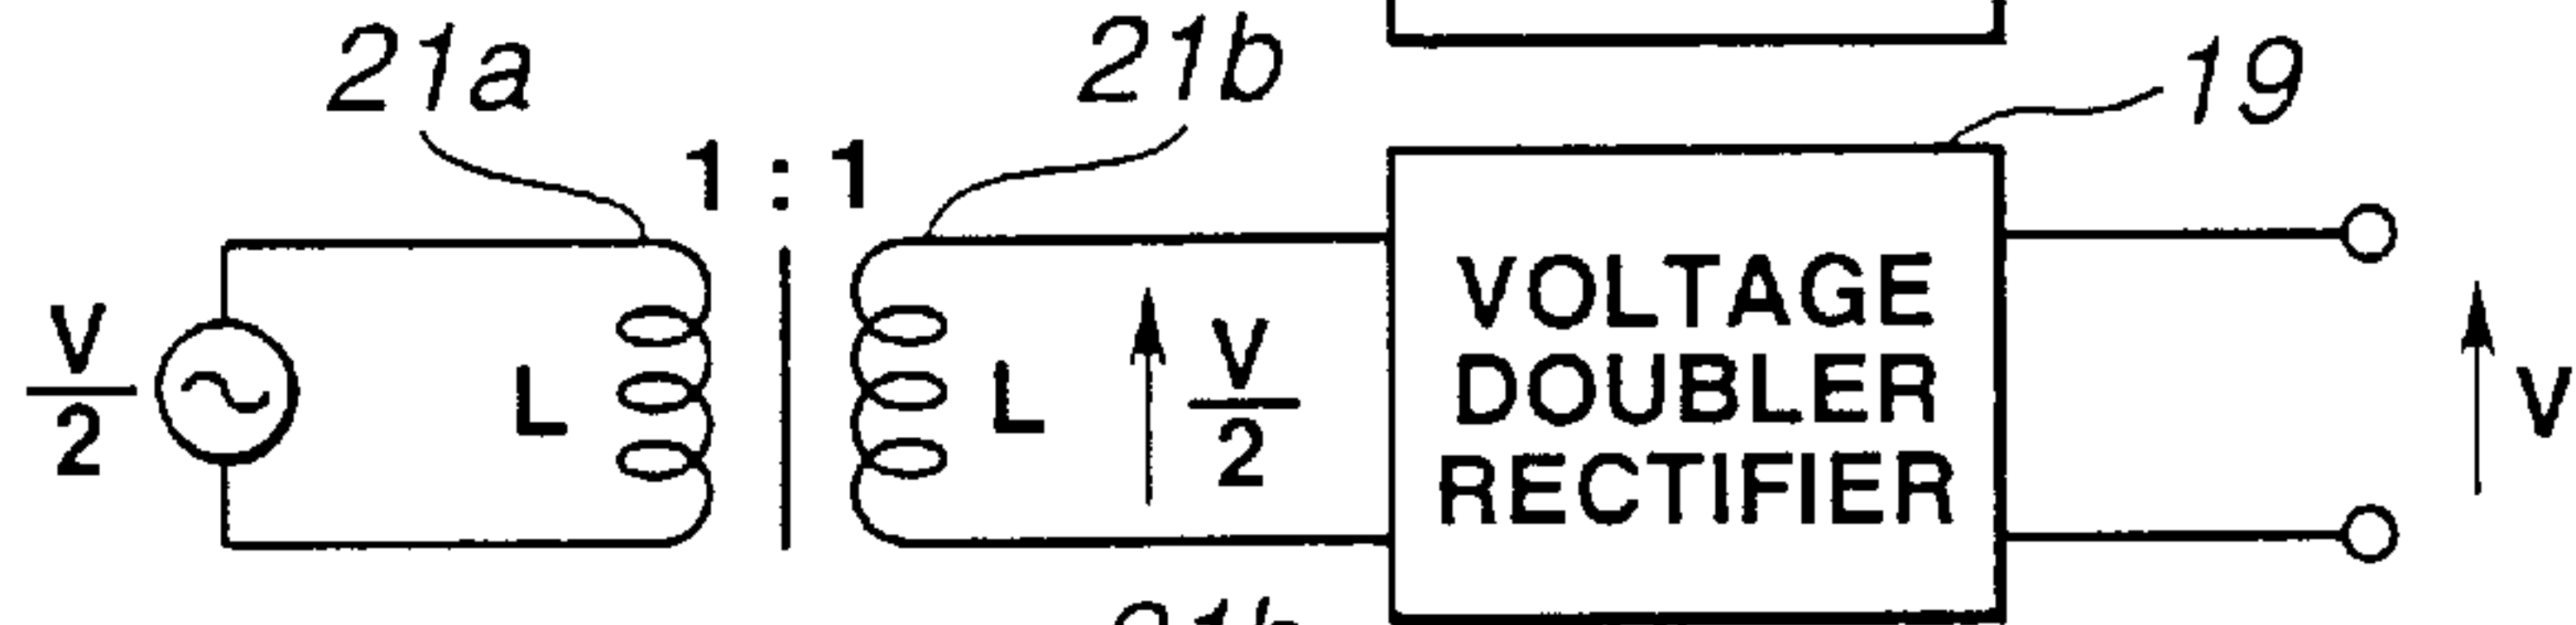 21a
21b
19
1 : 1
V
2
L
L
V
2
VOLTAGE
DOUBLER
RECTIFIER
V